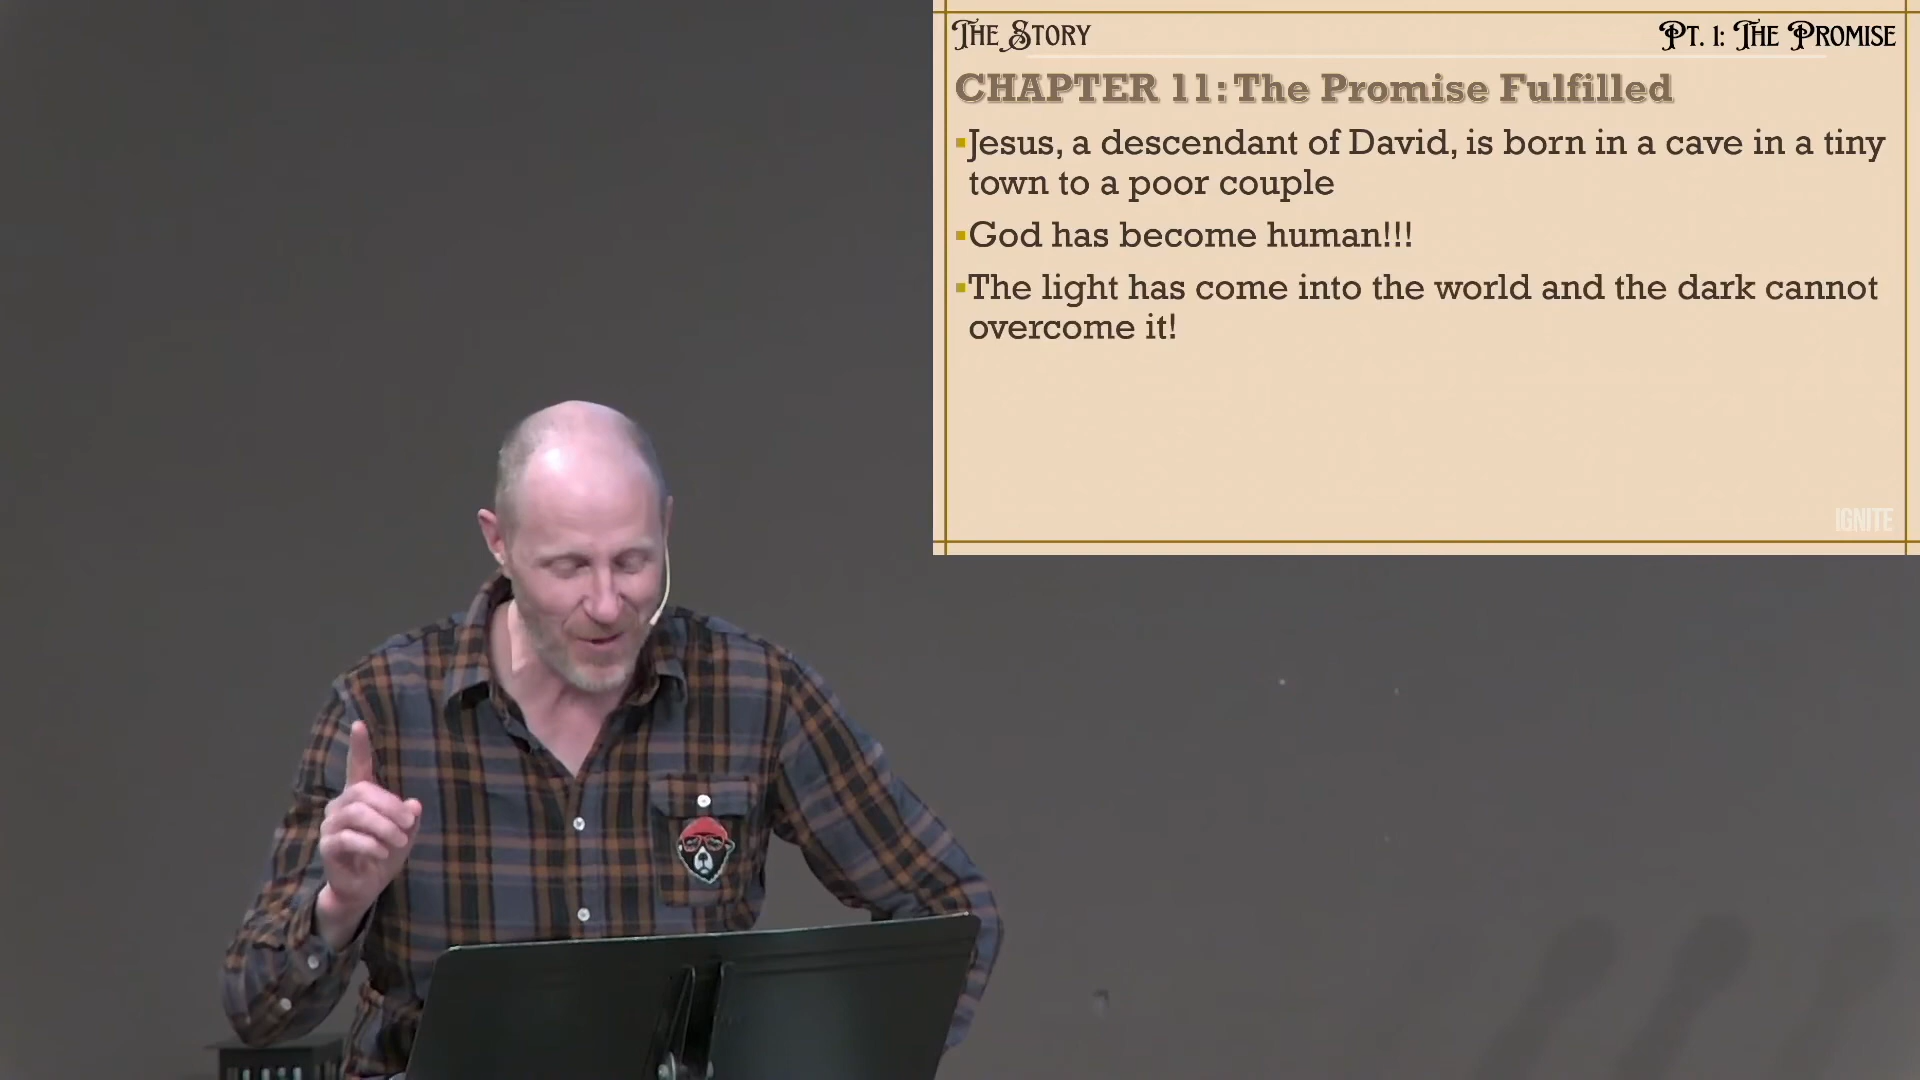 The Story
Pt. 1: The Promise
CHAPTER 11: The Promise Fulfilled
▪Jesus, a descendant of David, is born in a cave in a tiny
town to a poor couple
▪God has become human!!!
▪The light has come into the world and the dark cannot
overcome it!
IGNITE